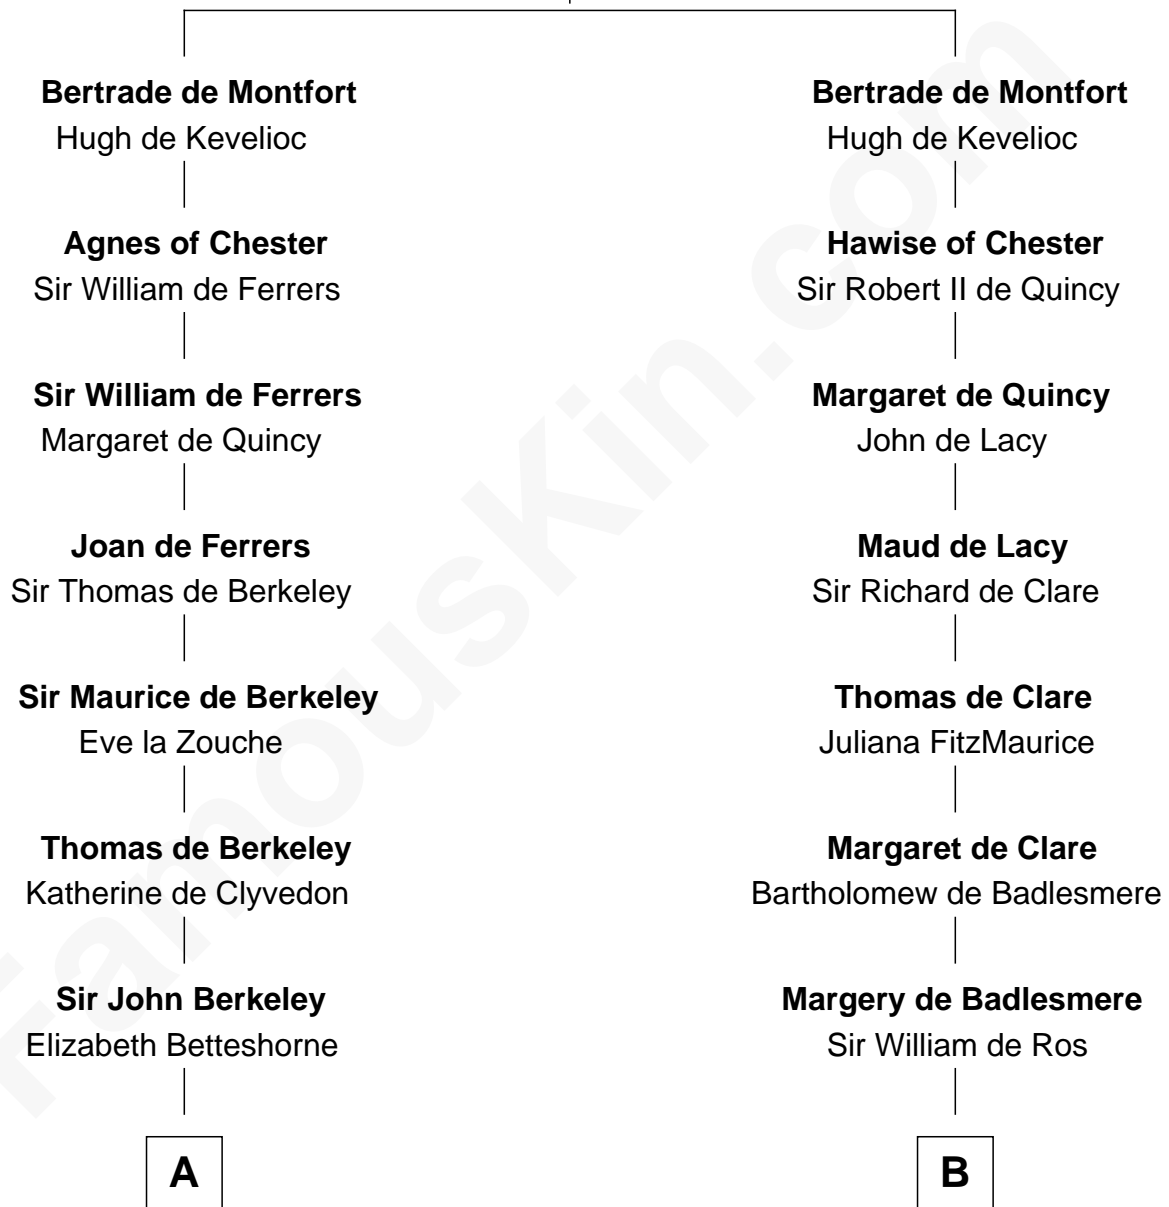 Bertrade de Montfort
Hugh de Kevelioc
Agnes of Chester
Sir William de Ferrers
Sir William de Ferrers
Margaret de Quincy
Joan de Ferrers
Sir Thomas de Berkeley
Sir Maurice de Berkeley
Eve la Zouche
Thomas de Berkeley
Katherine de Clyvedon
Sir John Berkeley
Elizabeth Betteshorne
A
Bertrade de Montfort
Hugh de Kevelioc
Hawise of Chester
Sir Robert II de Quincy
Margaret de Quincy
John de Lacy
Maud de Lacy
Sir Richard de Clare
Thomas de Clare
Juliana FitzMaurice
Margaret de Clare
Bartholomew de Badlesmere
Margery de Badlesmere
Sir William de Ros
B
FamousKin.com